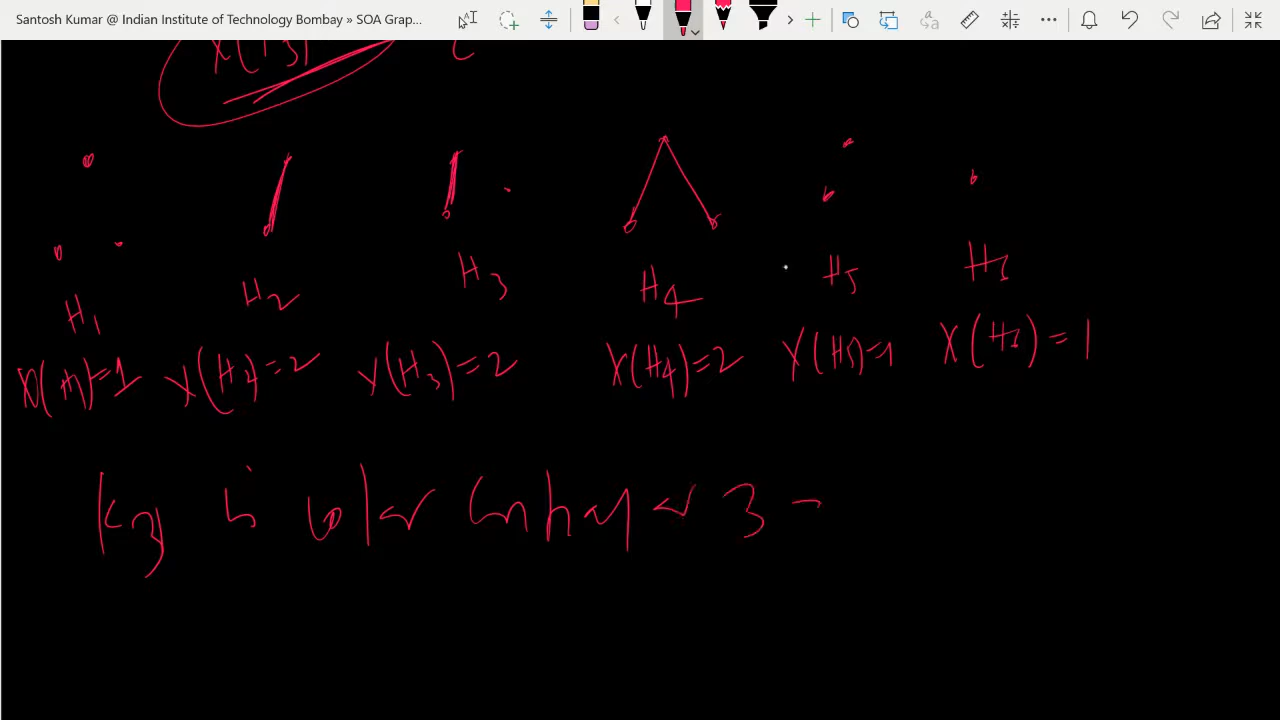 Santosh Kumar @ Indian Institute of Technology Bombay » SOA Grap...
X(
H1 H2 H3 H4 H5 H6
X(H1)=1 X(H2)=2 X(H3)=2 X(H4)=2 X(H5)=1 X(H6)=1
K3 is color 3 -